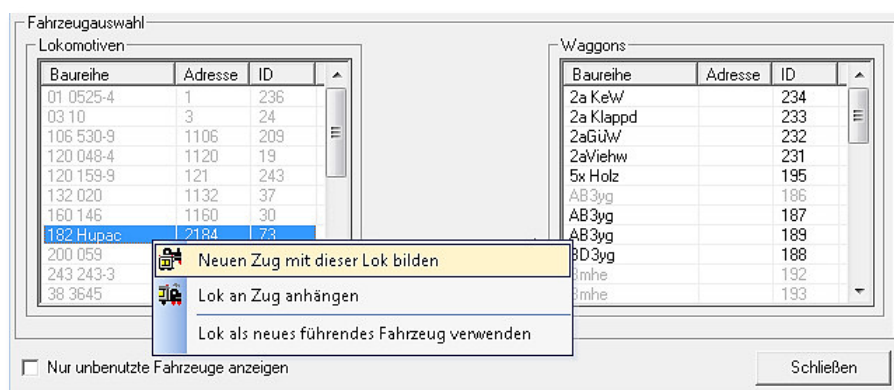 Fahrzeugauswahl
Lokomotiven
Baureihe Adresse ID
01 0525-4 1 236
03 10 3 24
106 530-9 1106 209
120 048-4 1120 19
120 159-9 121 243
132 020 1132 37
160 146 1160 30
182 Hupac 2184 73
200 059
243 243-3
38 3645
Waggons
Baureihe Adresse ID
2a KeW 234
2a Klappd 233
2aGüW 232
2aViehw 231
5x Holz 195
AB3yg 186
AB3yg 187
AB3yg 189
BD3yg 188
Bmhe 192
Bmhe 193
Neuen Zug mit dieser Lok bilden
Lok an Zug anhängen
Lok als neues führendes Fahrzeug verwenden
Nur unbenutzte Fahrzeuge anzeigen
Schließen